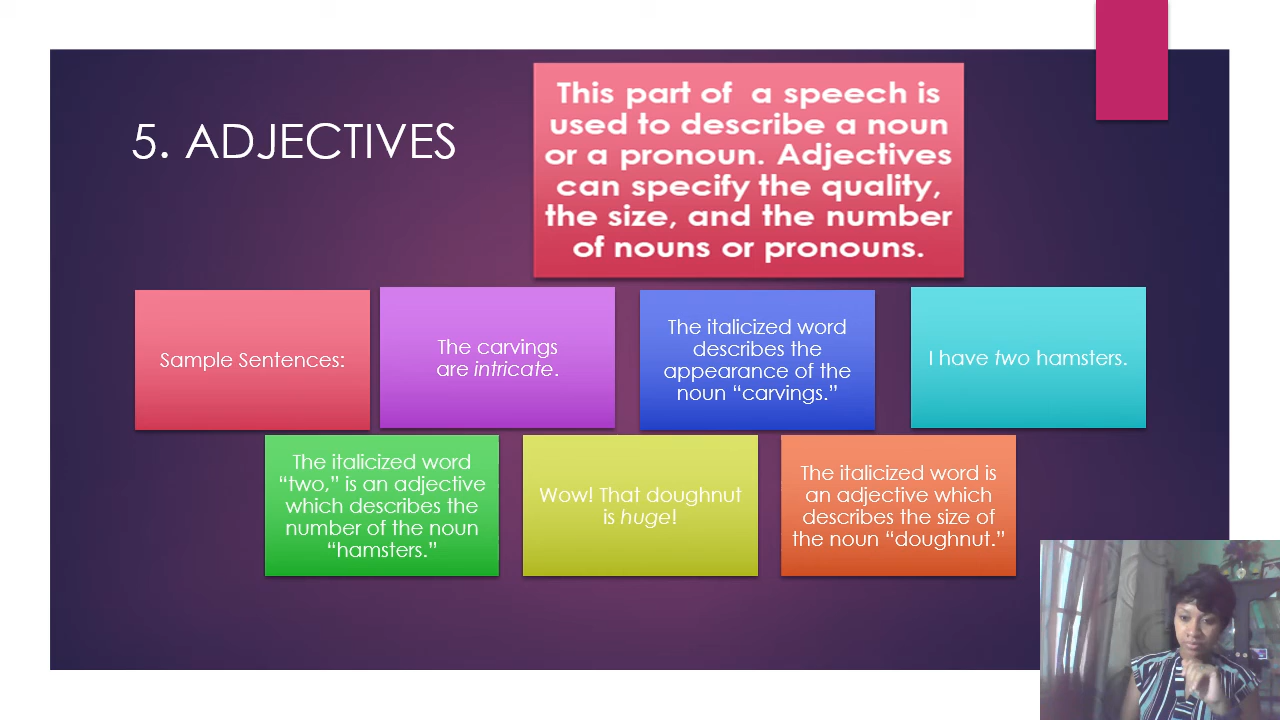 5. ADJECTIVES
This part of a speech is
used to describe a noun
or a pronoun. Adjectives
can specify the quality,
the size, and the number
of nouns or pronouns.
Sample Sentences:
The carvings
are intricate.
The italicized word
describes the
appearance of the
noun “carvings.”
I have two hamsters.
The italicized word
“two,” is an adjective
which describes the
number of the noun
“hamsters.”
Wow! That doughnut
is huge!
The italicized word is
an adjective which
describes the size of
the noun “doughnut.”